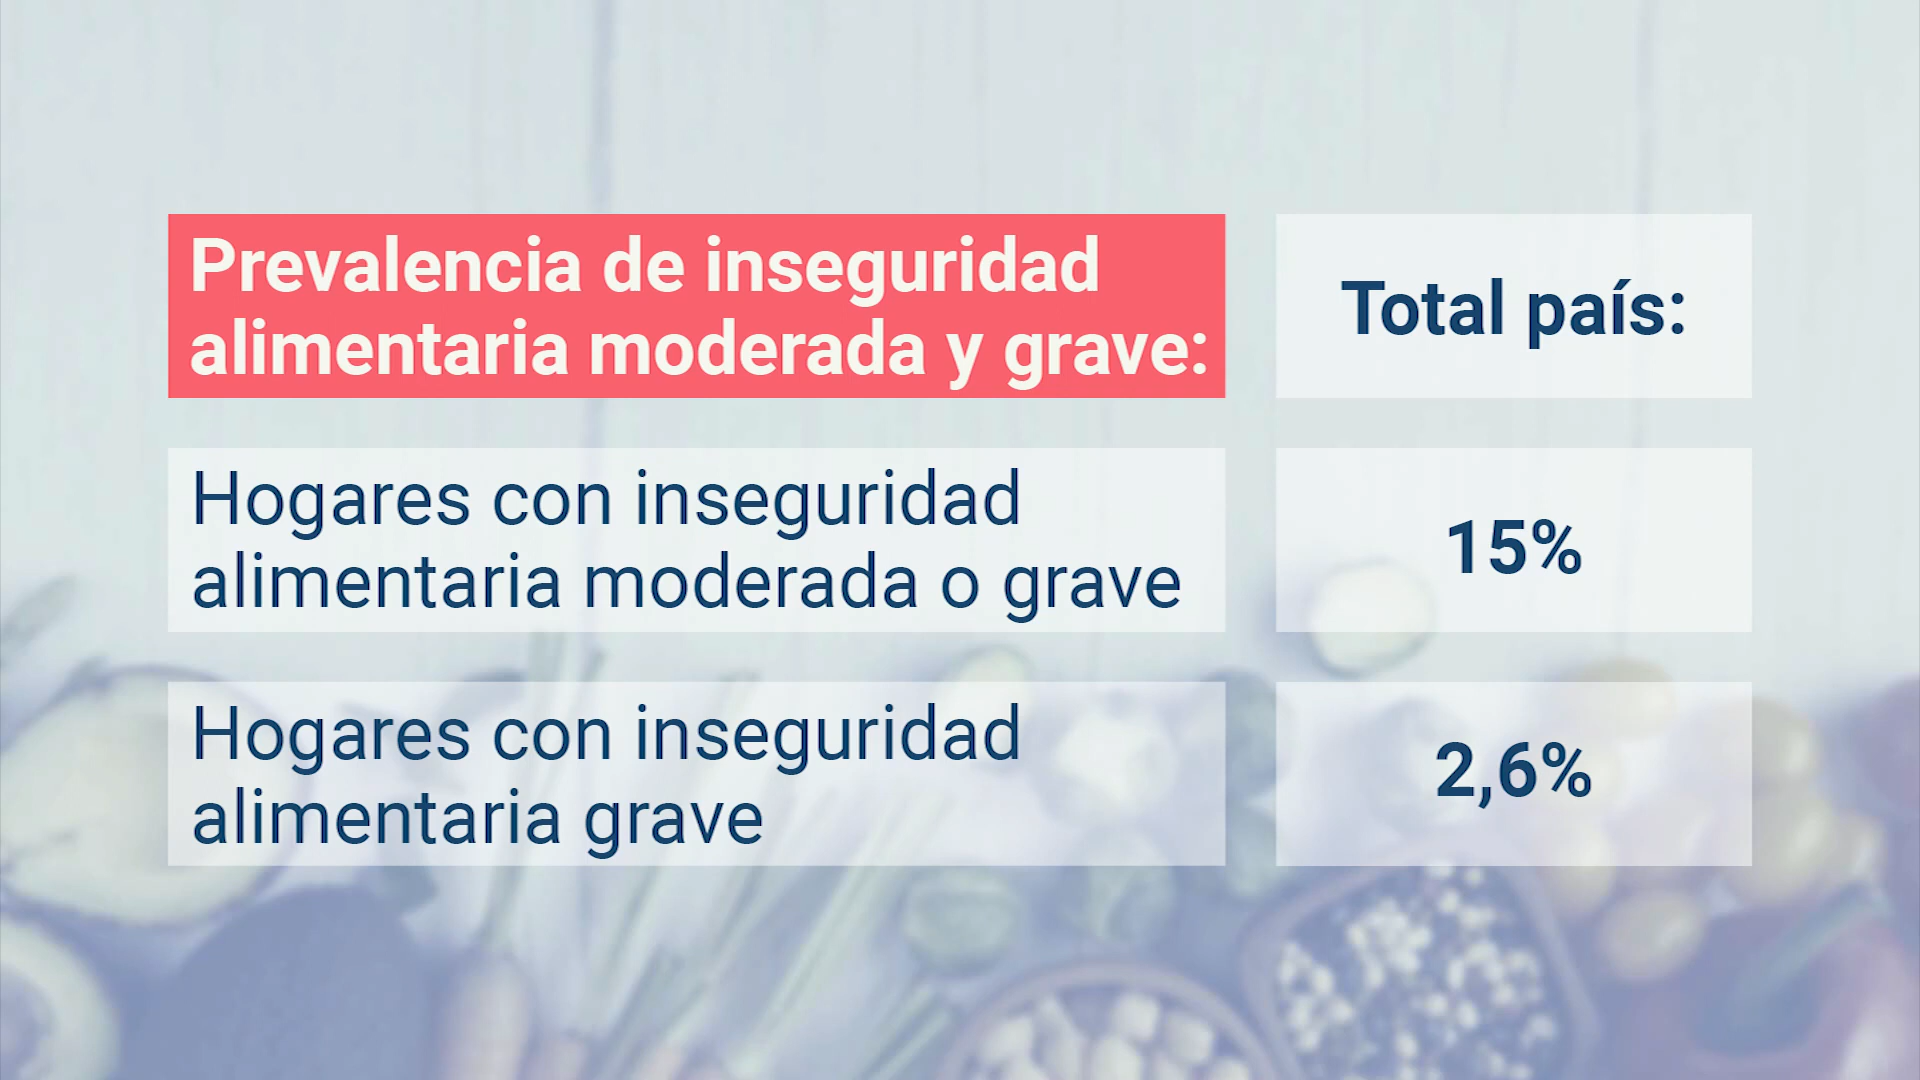 Prevalencia de inseguridad
alimentaria moderada y grave:
Total país:
Hogares con inseguridad
alimentaria moderada o grave
15%
Hogares con inseguridad
alimentaria grave
2,6%